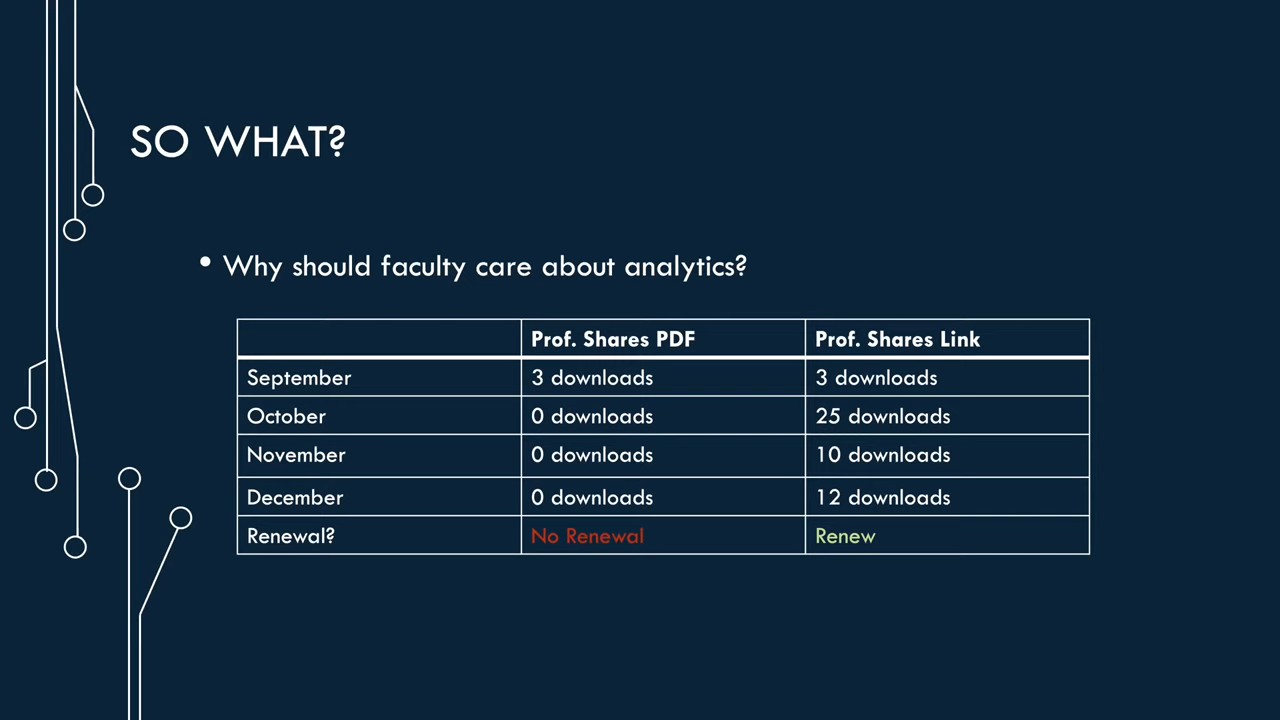 SO WHAT?
• Why should faculty care about analytics?
Prof. Shares PDF Prof. Shares Link
September 3 downloads 3 downloads
October 0 downloads 25 downloads
November 0 downloads 10 downloads
December 0 downloads 12 downloads
Renewal? No Renewal Renew